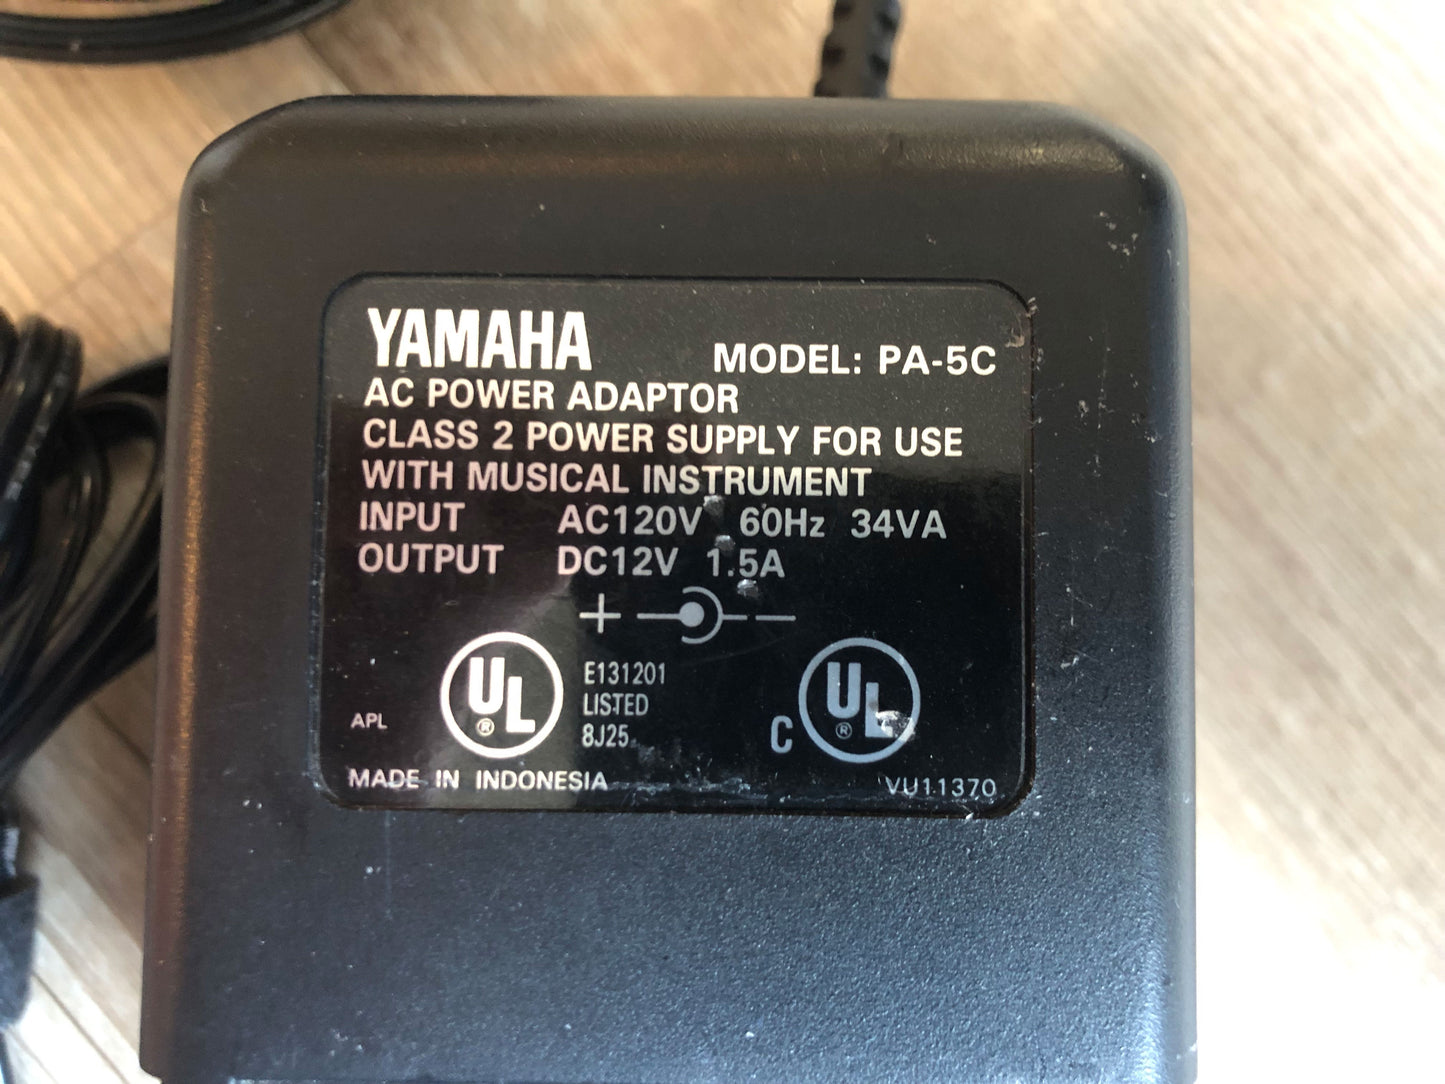 YAMAHA MODEL: PA-5C
AC POWER ADAPTOR
CLASS 2 POWER SUPPLY FOR USE
WITH MUSICAL INSTRUMENT
INPUT AC120V 60Hz 34VA
OUTPUT DC12V 1.5A
+ -
UL ® E131201
LISTED
8J25
C UL ®
APL
MADE IN INDONESIA VU11370